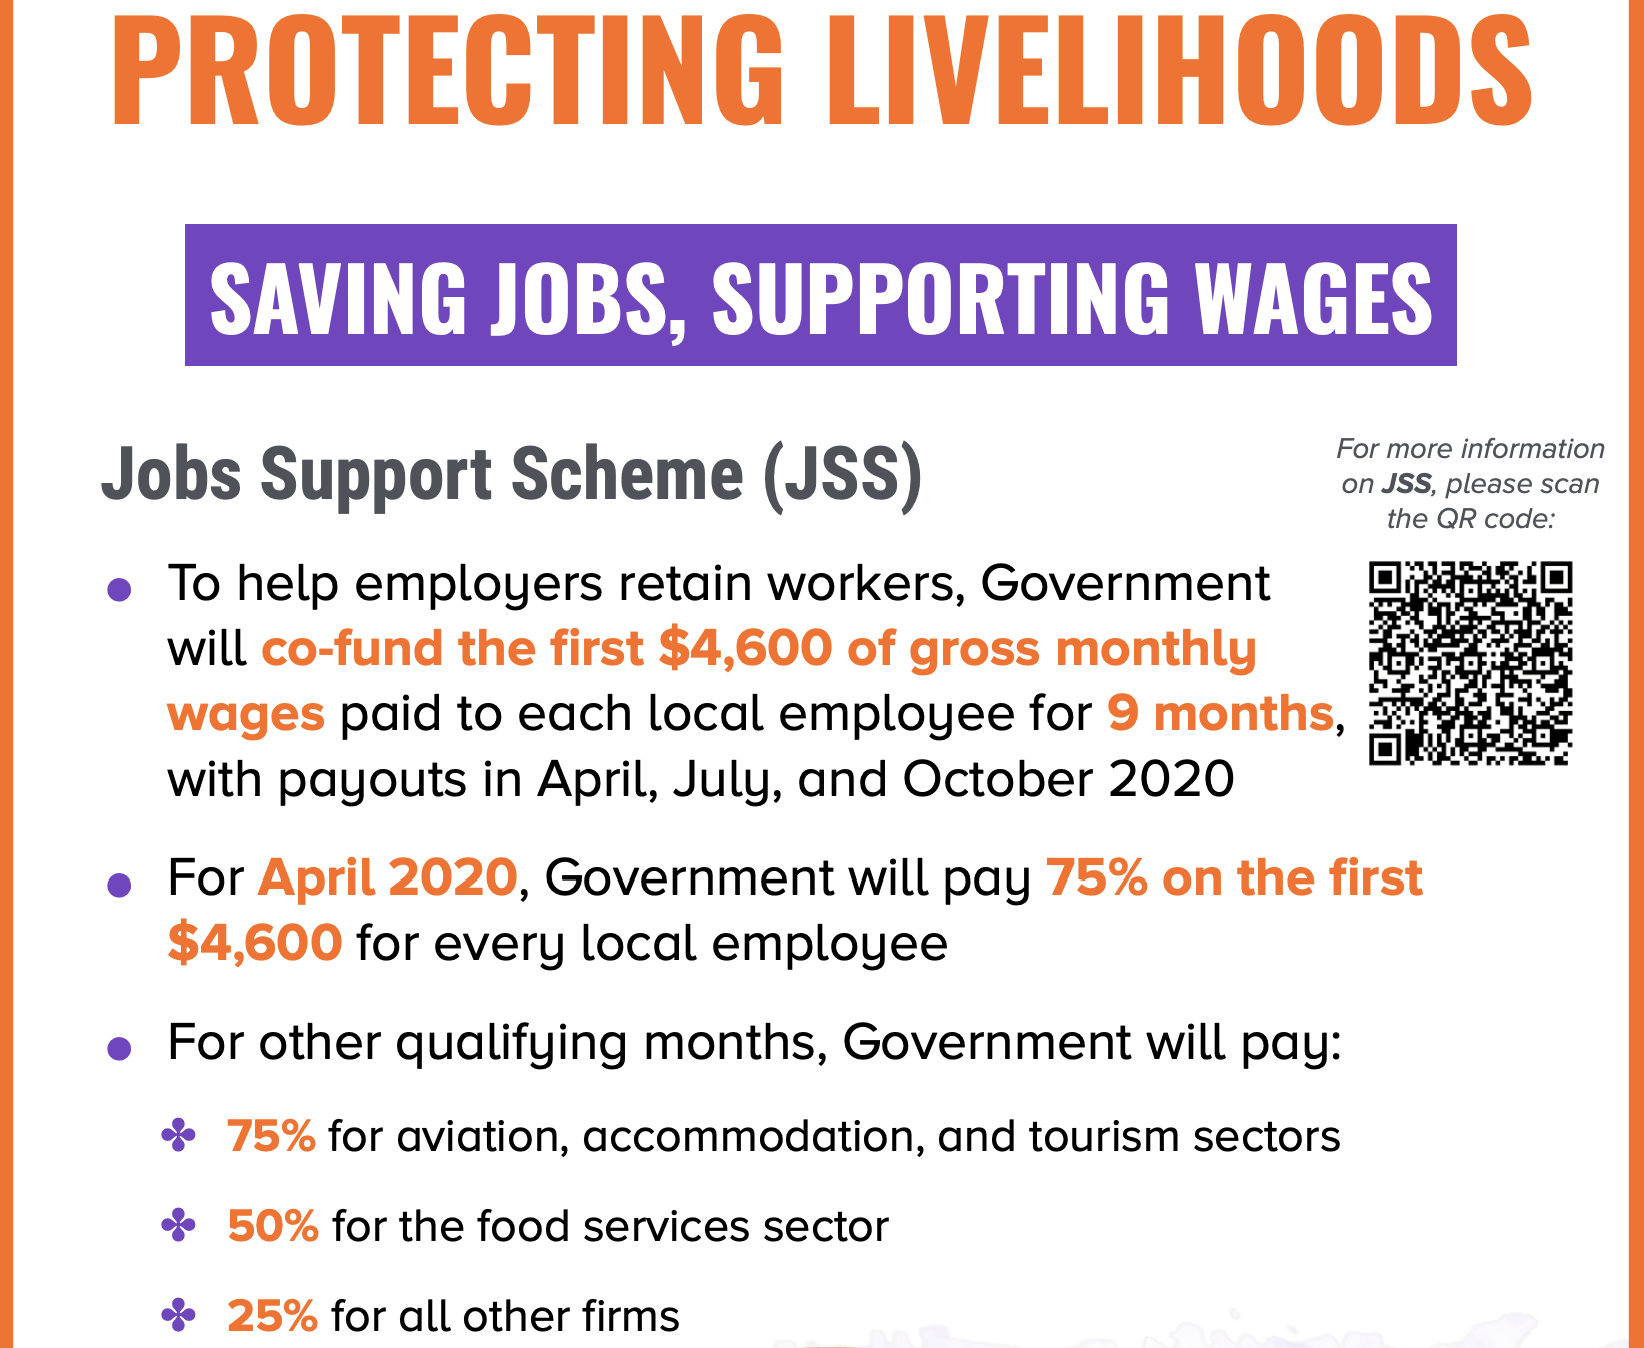 PROTECTING LIVELIHOODS
SAVING JOBS, SUPPORTING WAGES
Jobs Support Scheme (JSS)
For more information
on JSS, please scan
the QR code:
To help employers retain workers, Government
will co-fund the first $4,600 of gross monthly
wages paid to each local employee for 9 months,
with payouts in April, July, and October 2020
For April 2020, Government will pay 75% on the first
$4,600 for every local employee
For other qualifying months, Government will pay:
75% for aviation, accommodation, and tourism sectors
50% for the food services sector
25% for all other firms